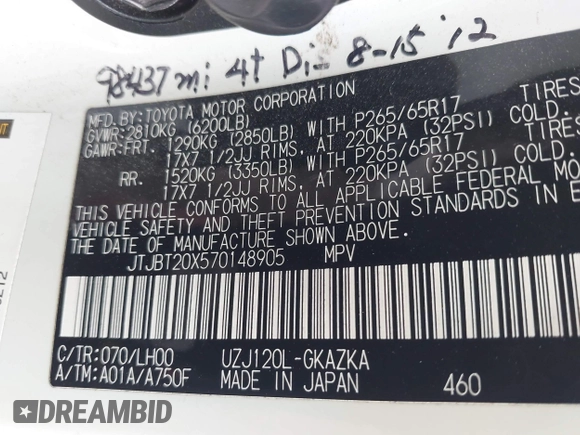 98437 mi 4t Di= 8-15 '12
MFD. BY: TOYOTA MOTOR CORPORATION
GVWR: 2810KG (6200LB)
GAWR: FRT. 1290KG (2850LB) WITH P265/65R17 TIRES
17X7 1/2JJ RIMS, AT 220KPA (32PSI) COLD.
RR. 1520KG (3350LB) WITH P265/65R17 TIRES
17X7 1/2JJ RIMS, AT 220KPA (32PSI) COLD.
THIS VEHICLE CONFORMS TO ALL APPLICABLE FEDERAL MO
VEHICLE SAFETY AND THEFT PREVENTION STANDARDS IN E
THE DATE OF MANUFACTURE SHOWN ABOVE.
JTJBT20X570148905 MPV
C/TR: 070/LH00 UZJ120L-GKAZKA
A/TM: A01A/A750F MADE IN JAPAN 460
DREAMBID